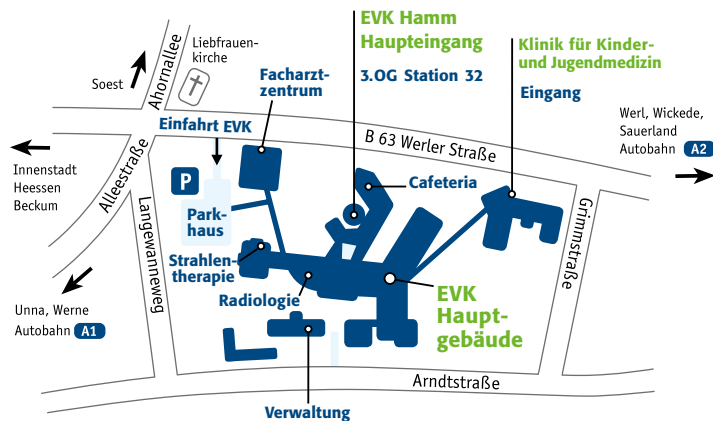 EVK Hamm
Haupteingang
3.OG Station 32
Klinik für Kinder-
und Jugendmedizin
Eingang
Liebfrauen-
kirche
Ahornallee
Soest
Facharzt-
zentrum
Einfahrt EVK
B 63 Werler Straße
Werl, Wickede,
Sauerland
Autobahn A2
Innenstadt
Heessen
Beckum
Alleestraße
Langewanneweg
P
Park-
haus
Cafeteria
Grimmstraße
Strahlen-
therapie
Radiologie
EVK
Haupt-
gebäude
Unna, Werne
Autobahn A1
Arndtstraße
Verwaltung